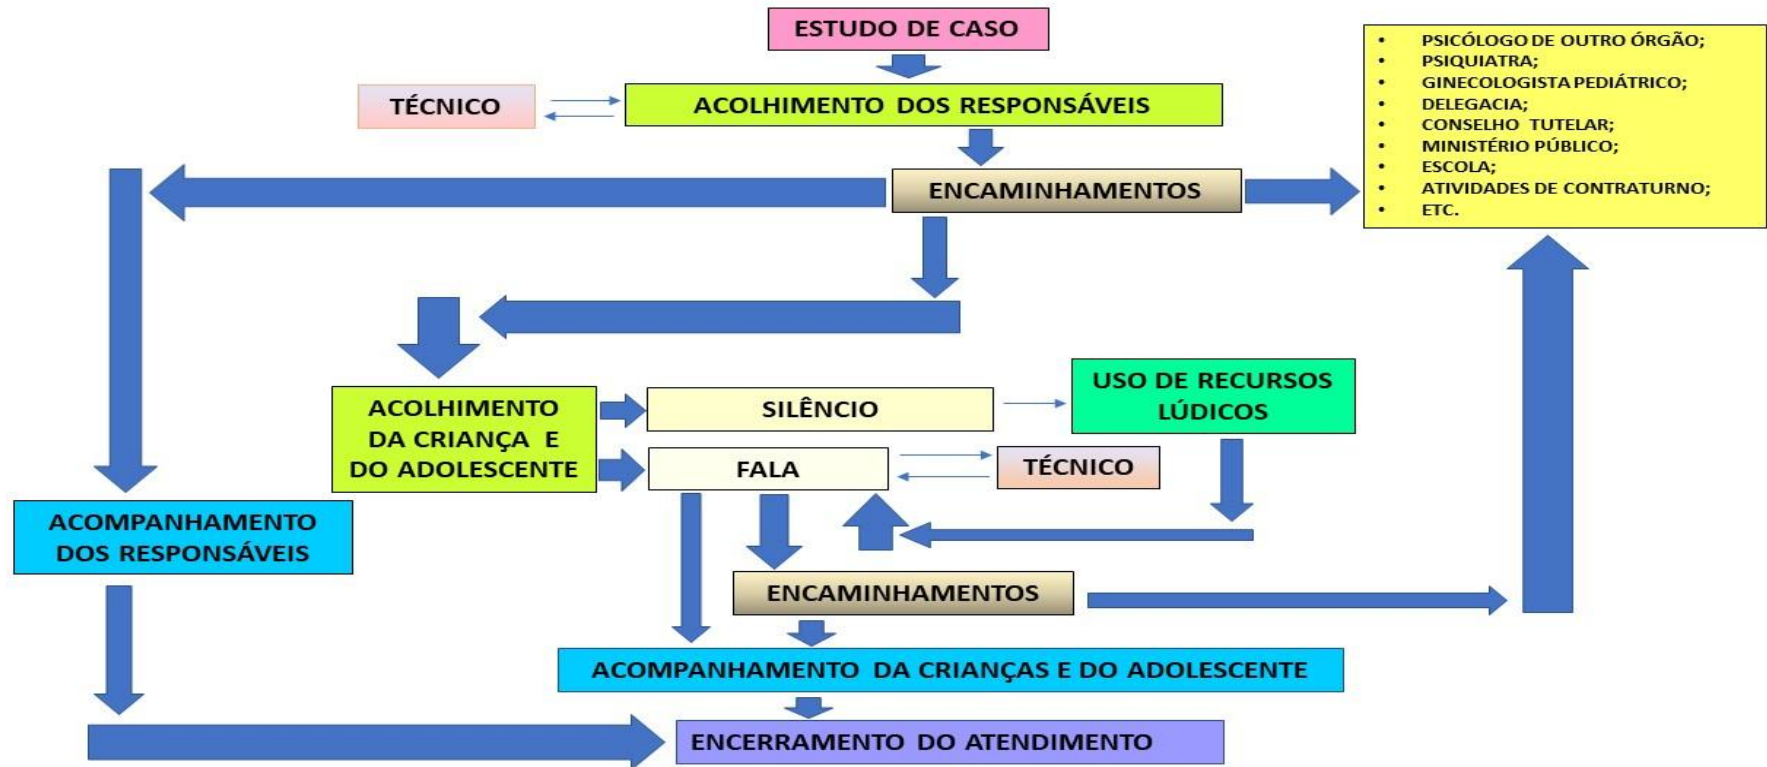 ESTUDO DE CASO
TÉCNICO
ACOLHIMENTO DOS RESPONSÁVEIS
ENCAMINHAMENTOS
• PSICÓLOGO DE OUTRO ÓRGÃO;
• PSIQUIATRA;
• GINECOLOGISTA PEDIÁTRICO;
• DELEGACIA;
• CONSELHO TUTELAR;
• MINISTÉRIO PÚBLICO;
• ESCOLA;
• ATIVIDADES DE CONTRATURNO;
• ETC.
ACOLHIMENTO
DA CRIANÇA E
DO ADOLESCENTE
SILÊNCIO
USO DE RECURSOS
LÚDICOS
FALA
TÉCNICO
ACOMPANHAMENTO
DOS RESPONSÁVEIS
ENCAMINHAMENTOS
ACOMPANHAMENTO DA CRIANÇAS E DO ADOLESCENTE
ENCERRAMENTO DO ATENDIMENTO